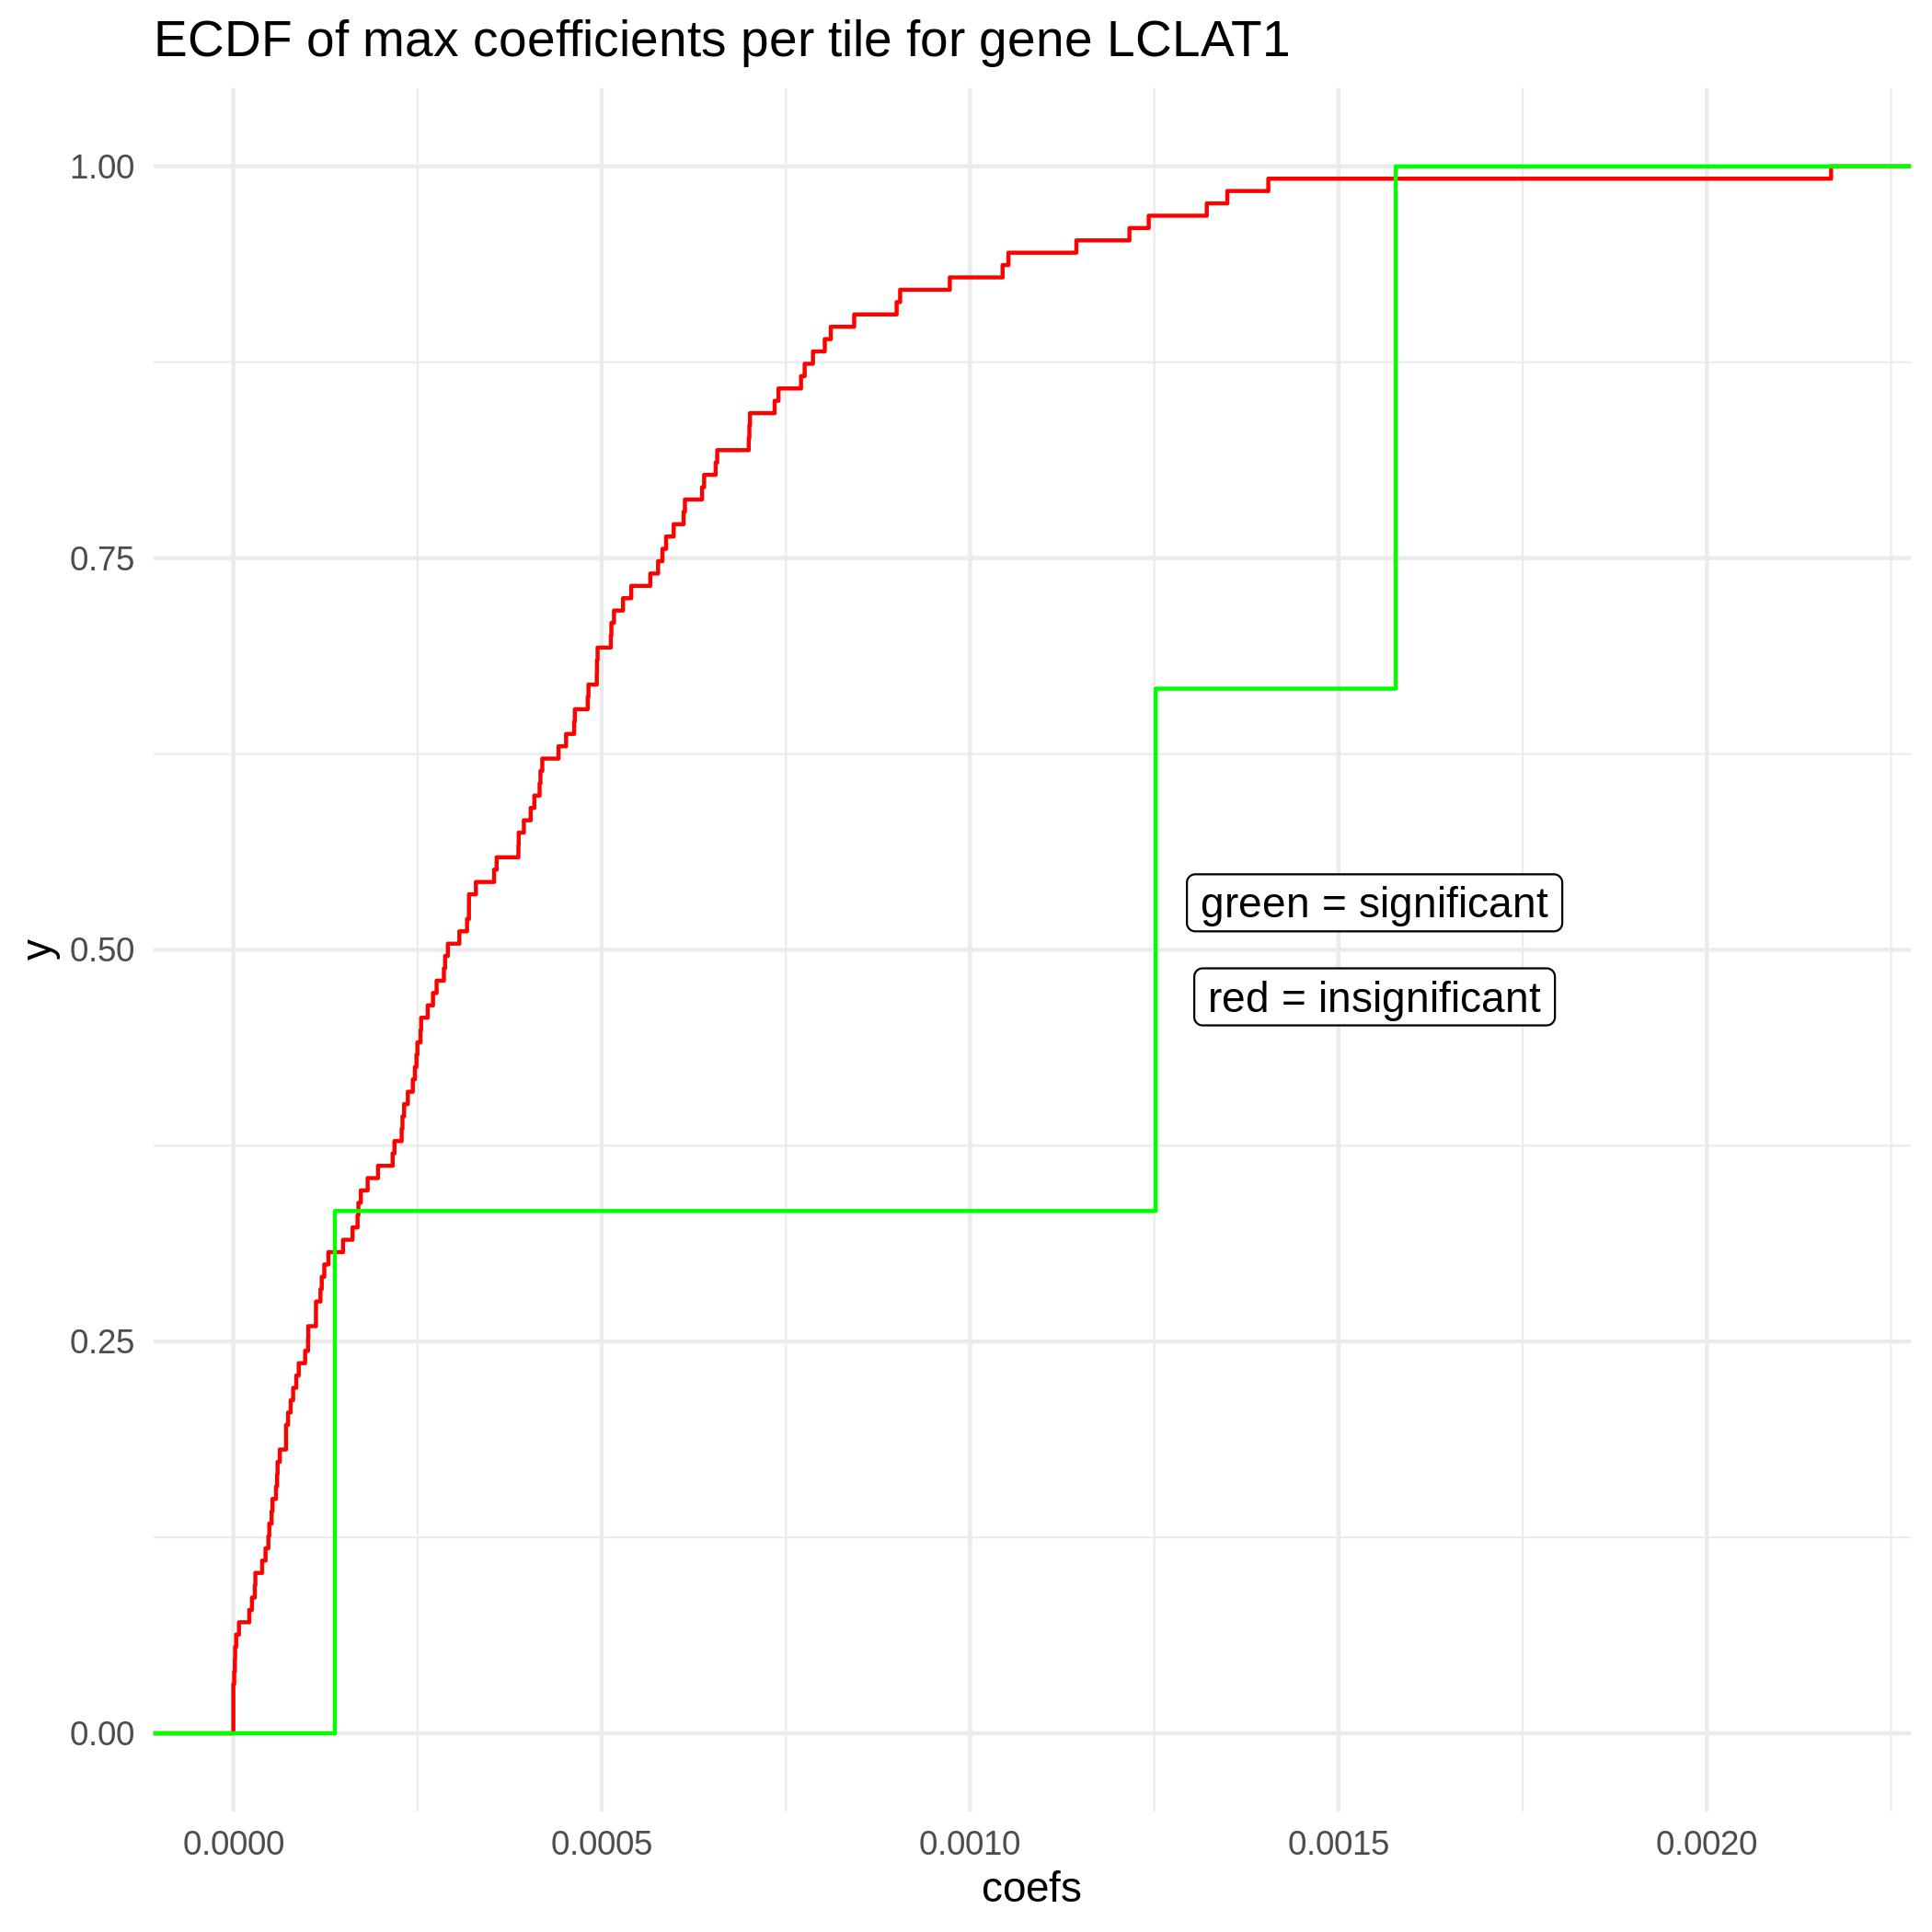 ECDF of max coefficients per tile for gene LCLAT1
1.00
0.75
0.50
0.25
0.00
y
green = significant
red = insignificant
0.0000 0.0005 0.0010 0.0015 0.0020
coefs